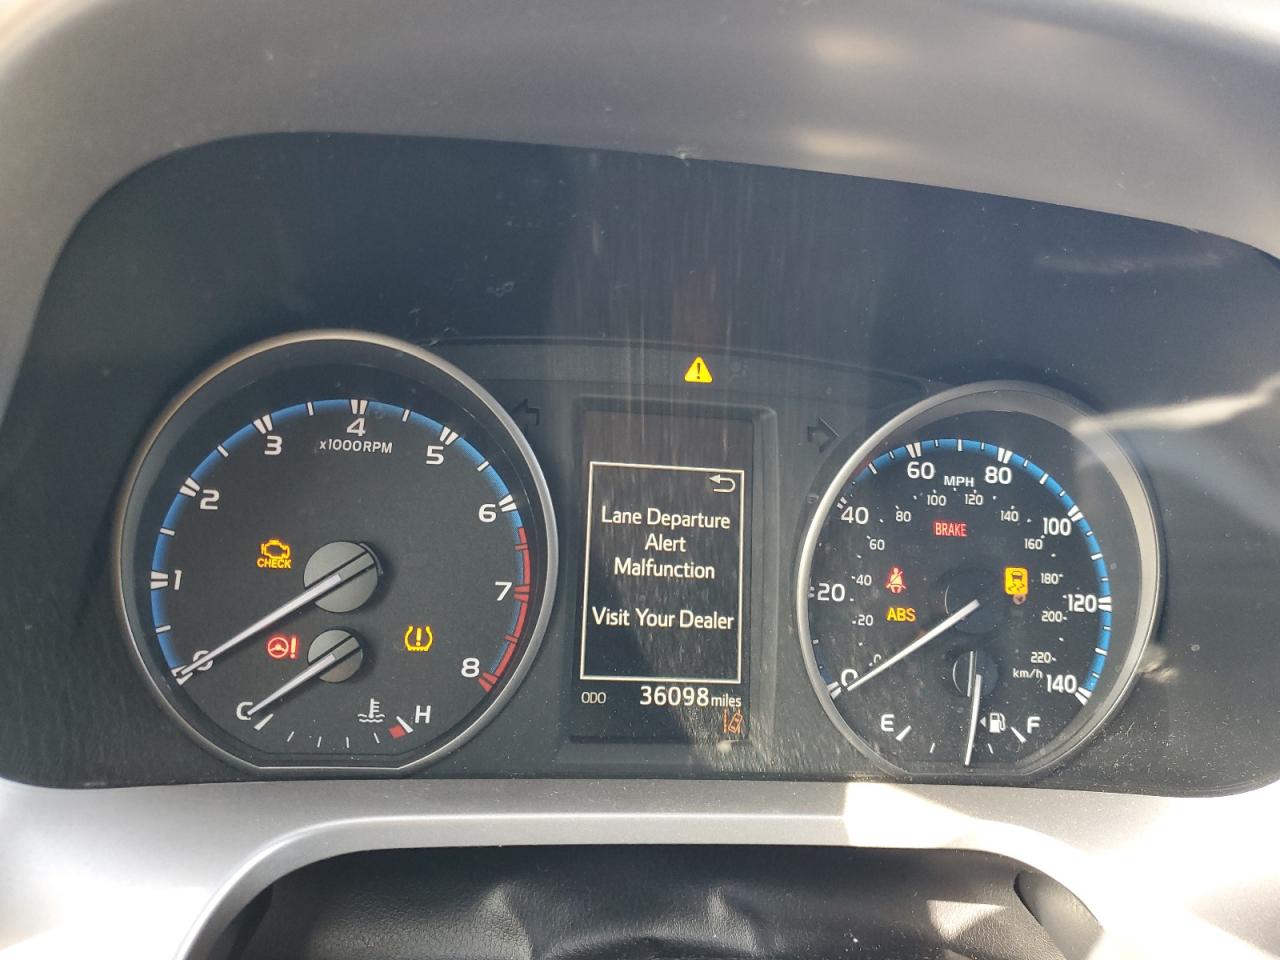 x1000RPM
0
1
2
3
4
5
6
7
8
CHECK
C
H
Lane Departure
Alert
Malfunction
Visit Your Dealer
ODO 36098 miles
MPH
0
20
40
60
80
100
120
140
0
20
40
60
80
100
120
140
160
180
200
220
km/h
BRAKE
ABS
E
F